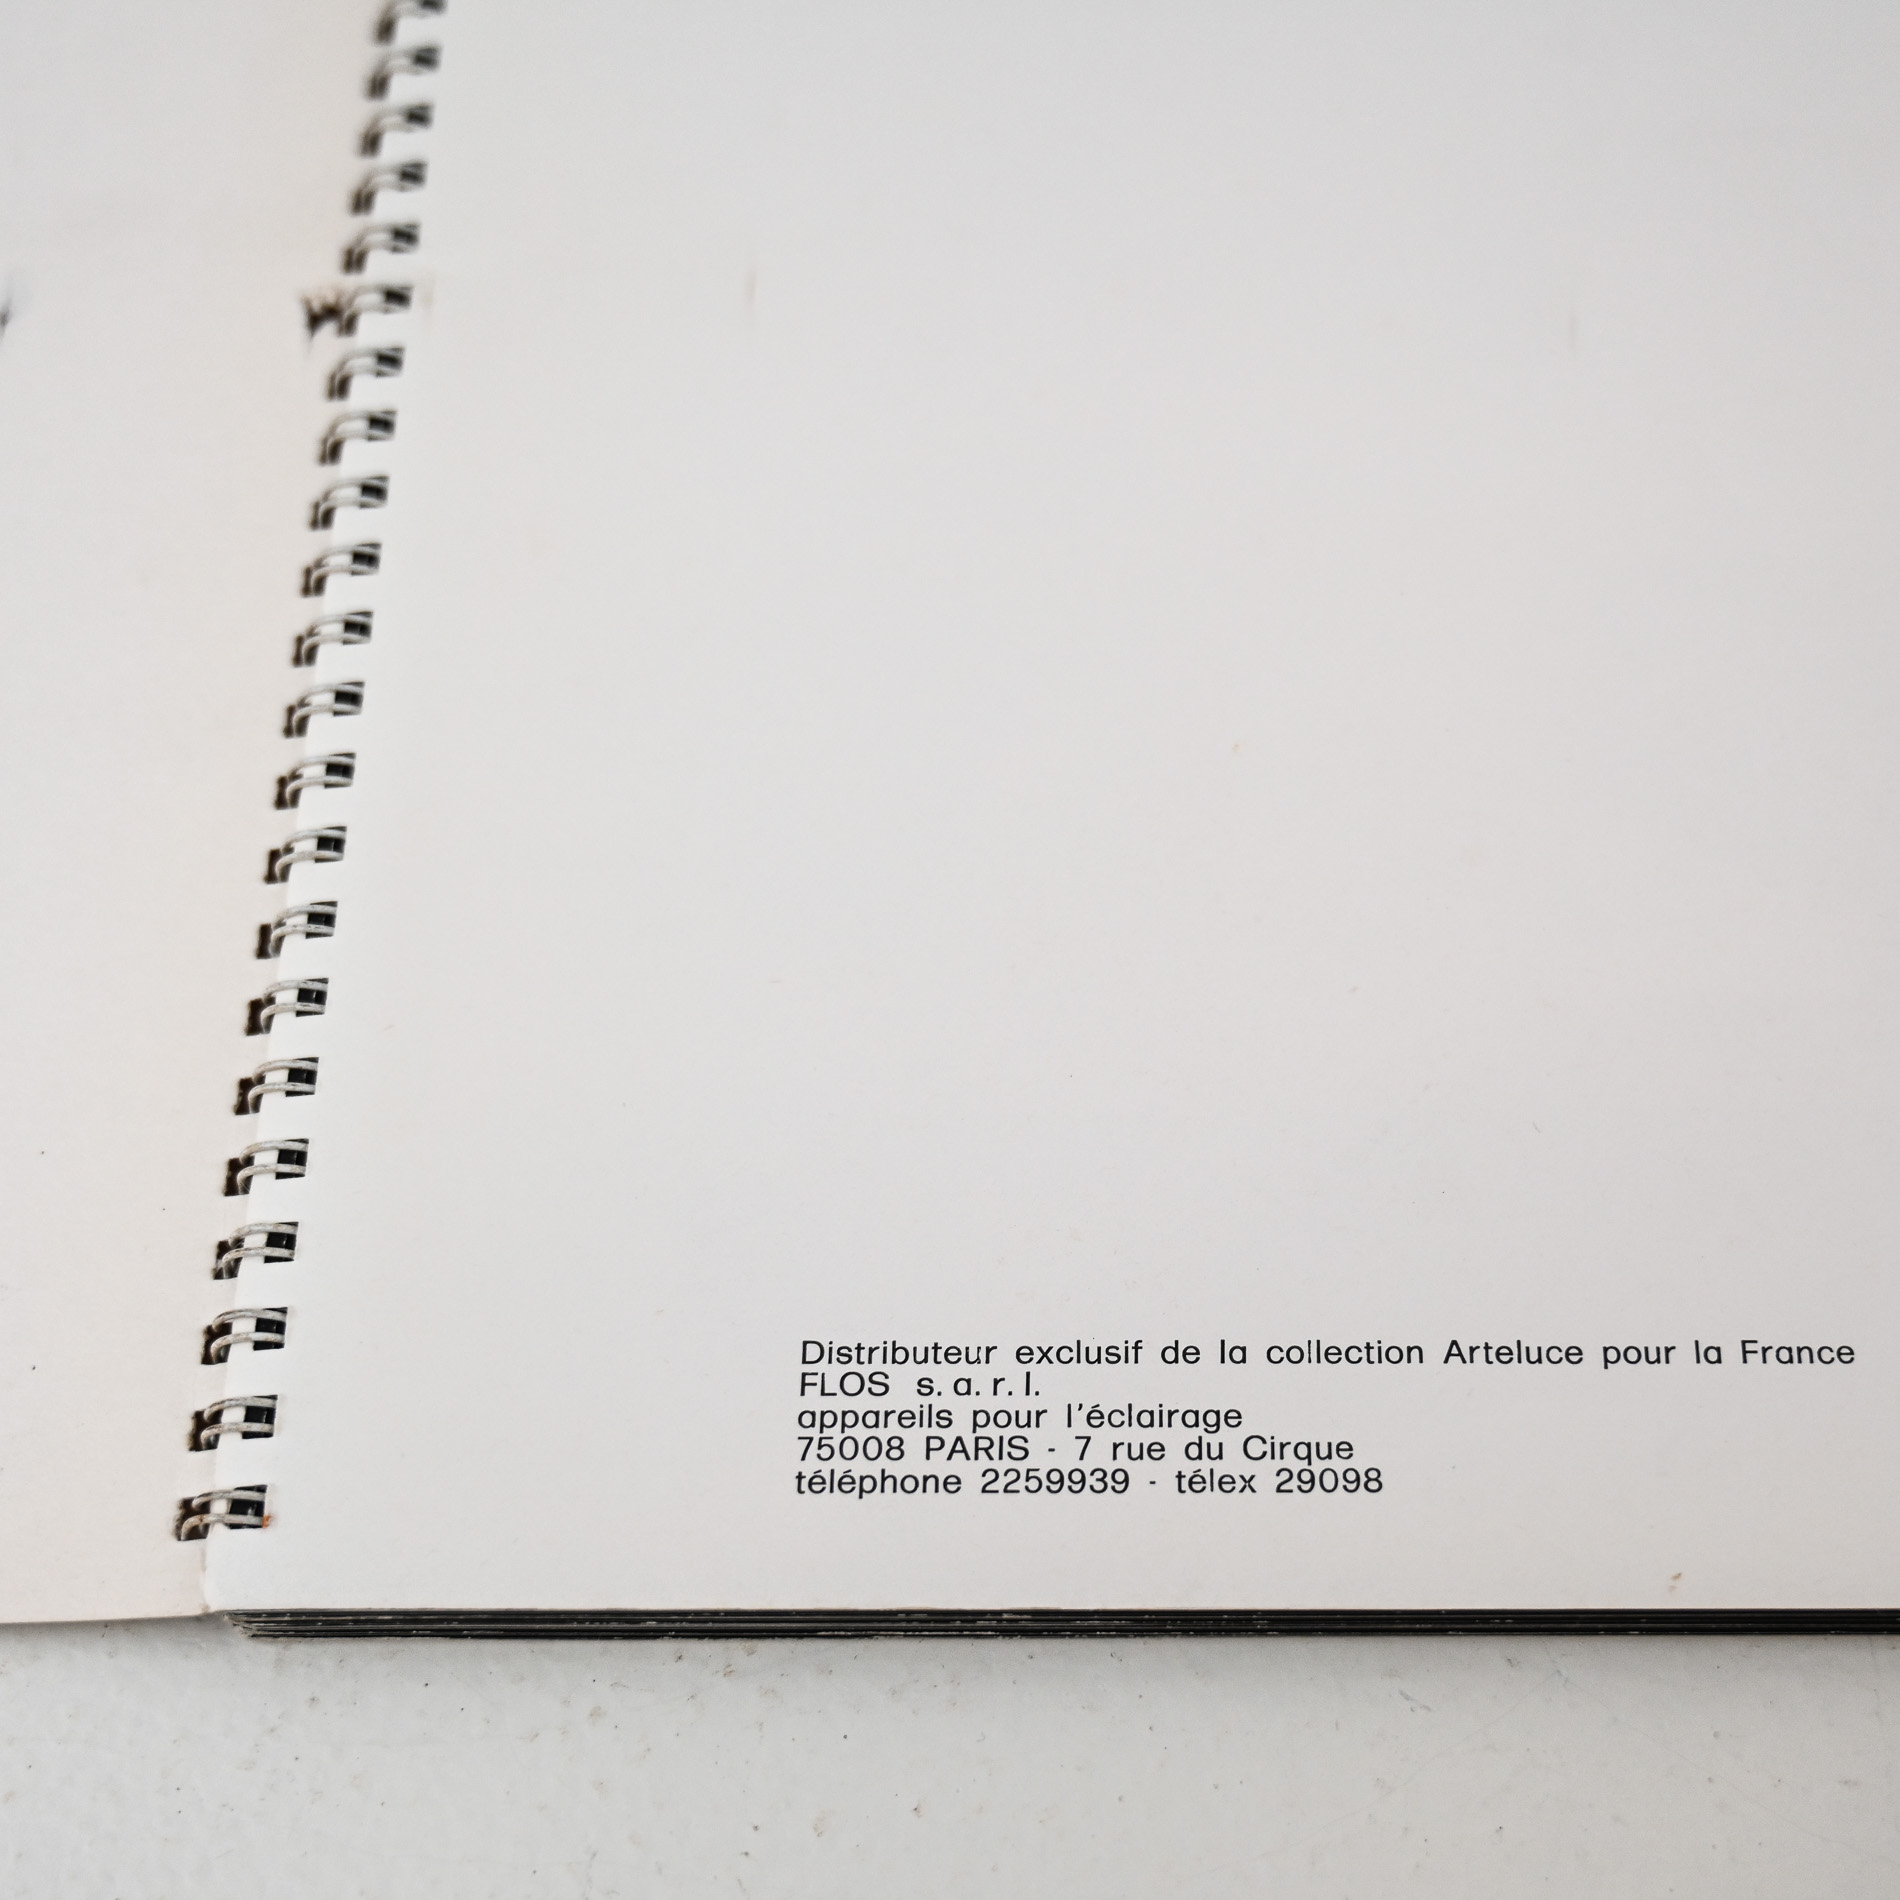 Distributeur exclusif de la collection Arteluce pour la France
FLOS s. a. r. l.
appareils pour l'éclairage
75008 PARIS - 7 rue du Cirque
téléphone 2259939 - télex 29098